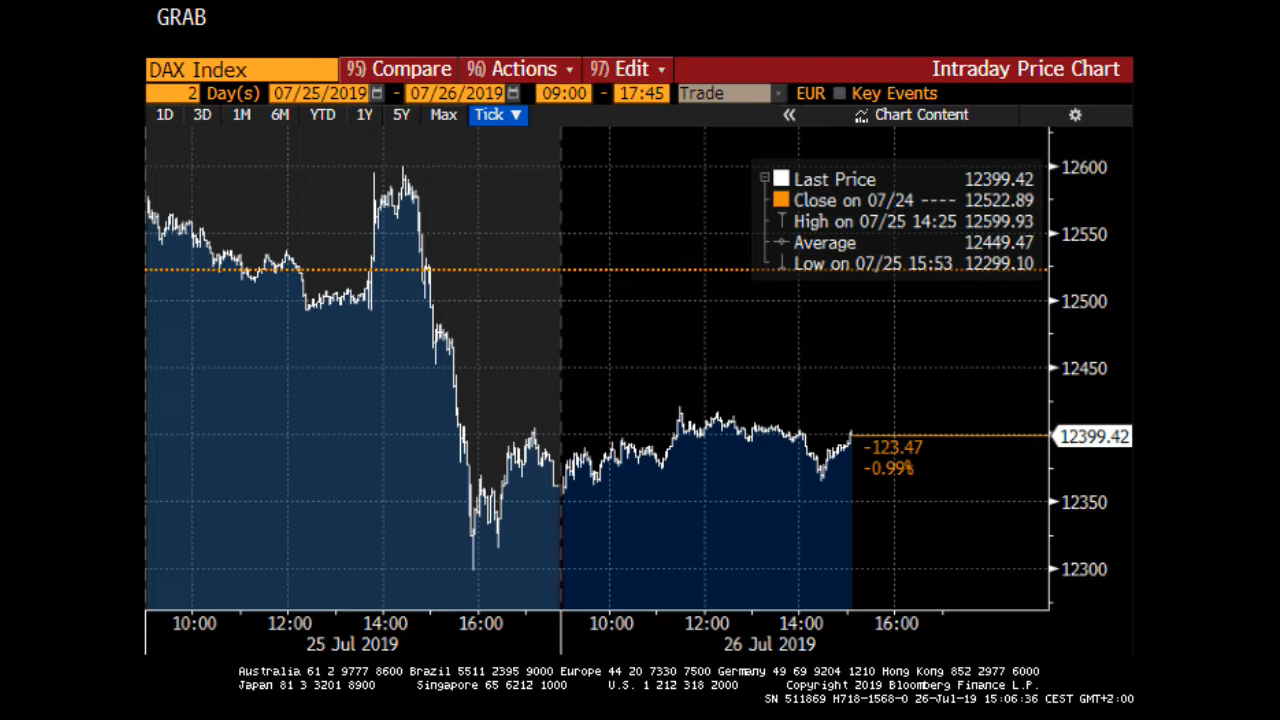 GRAB
DAX Index 95) Compare 96) Actions 97) Edit Intraday Price Chart
2 Day(s) 07/25/2019 - 07/26/2019 09:00 - 17:45 Trade EUR Key Events
1D 3D 1M 6M YTD 1Y 5Y Max Tick ▼ « Chart Content
Last Price 12399.42
Close on 07/24 ---- 12522.89
High on 07/25 14:25 12599.93
Average 12449.47
Low on 07/25 15:53 12299.10
12600
12550
12500
12450
12399.42
12350
12300
-123.47
-0.99%
10:00 12:00 14:00 16:00 10:00 12:00 14:00 16:00
25 Jul 2019 26 Jul 2019
Australia 61 2 9777 8600 Brazil 5511 2395 9000 Europe 44 20 7330 7500 Germany 49 69 9204 1210 Hong Kong 852 2977 6000
Japan 81 3 3201 8900 Singapore 65 6212 1000 U.S. 1 212 318 2000 Copyright 2019 Bloomberg Finance L.P.
SN 511869 H718-1568-0 26-Jul-19 15:06:36 CEST GMT+2:00